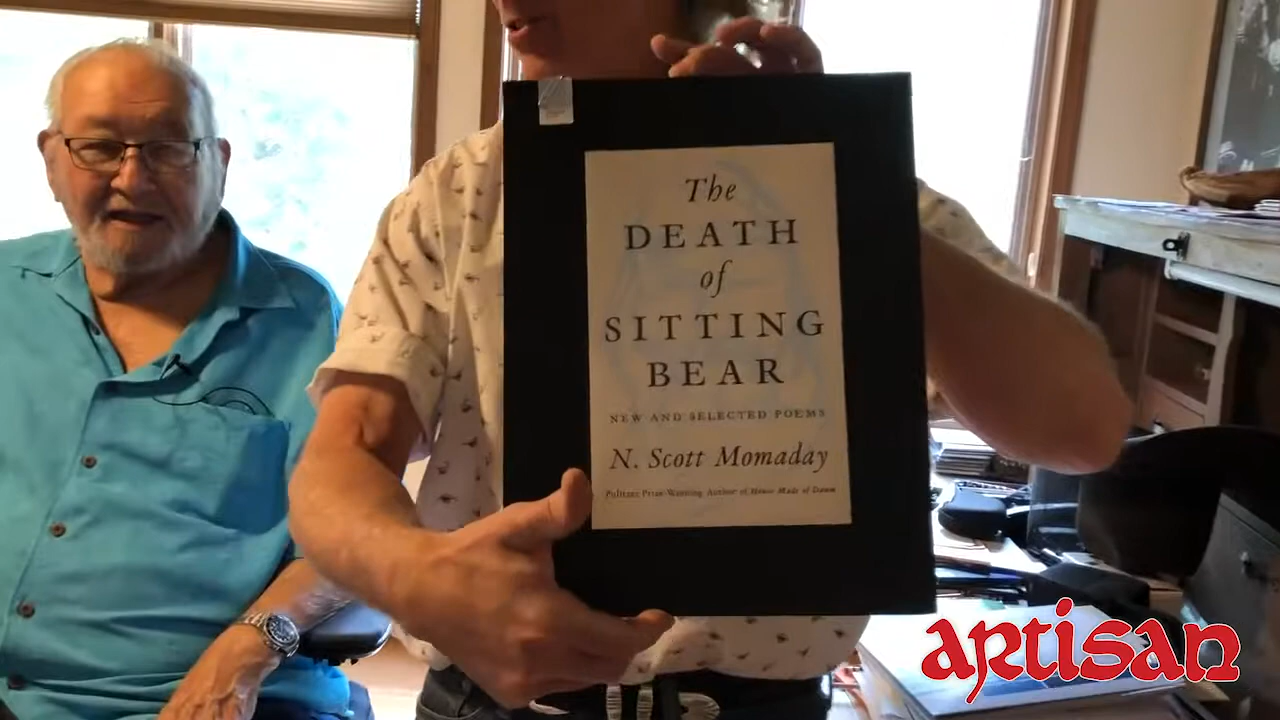 The
DEATH
of
SITTING
BEAR
NEW AND SELECTED POEMS
N. Scott Momaday
Pulitzer Prize-Winning Author of House Made of Dawn
artisan